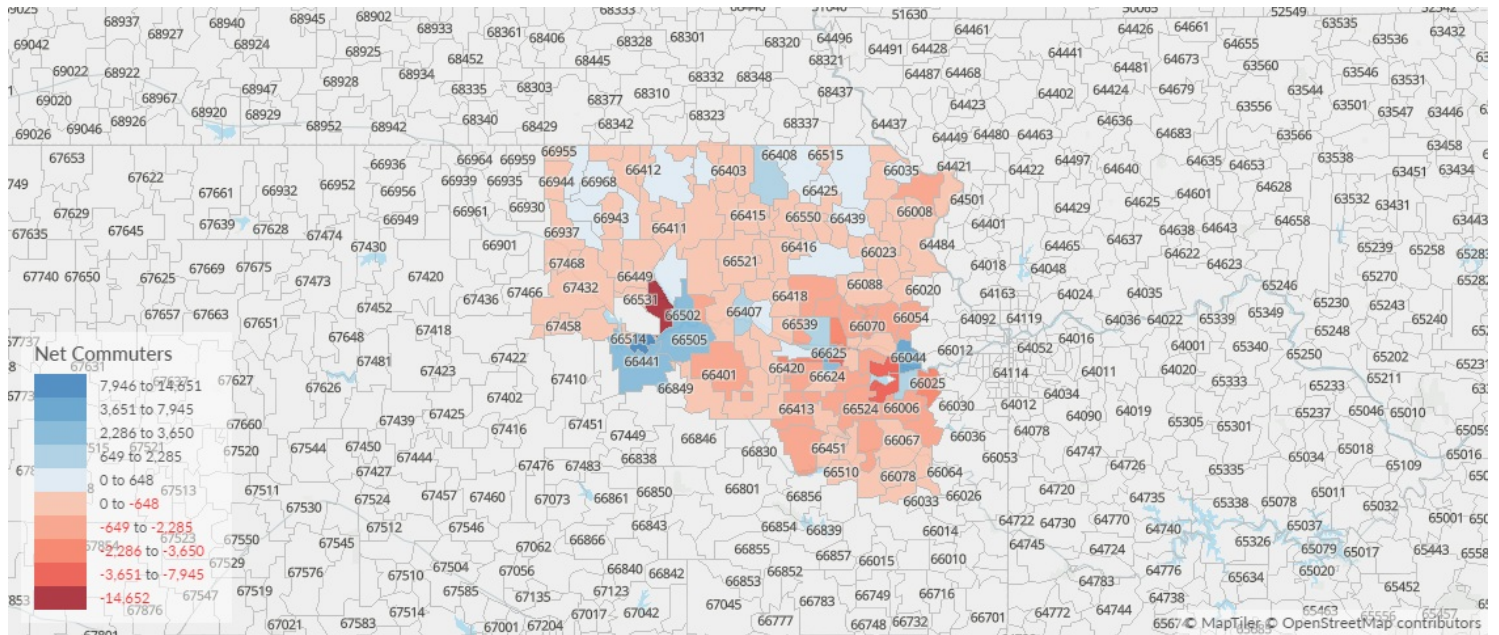 68937 68940 68945 68902 68933 68361 68406 68328 68301 68320 64496 51630 64461 64426 64661 52549 63535 63432
69042 68927 68924 68925 68452 68445 64491 64428 64441 64655 63536
69022 68922 68928 68934 68332 68348 68321 64487 64468 64481 64673 63560 63546 63531
69020 68967 68947 68335 68303 68377 68310 68437 64402 64424 64679 63544
69026 69046 68926 68920 68929 68952 68942 68340 68429 68342 68323 68337 64437 64423 64636 63556 63501 63547 63446
64449 64480 64463 64683 63566
67653 66936 66964 66959 66955 66412 66403 66408 66515 66035 64421 64422 64497 64640 64635 64653 63538 63458
67622 67661 66932 66952 66956 66939 66935 66944 66968 66425 64501 64601 64628 63451 63434
67629 67639 67628 66949 66961 66930 66943 66415 66550 66439 66008 64401 64429 64625 64658 63532 63431
67635 67645 67474 67430 66901 66937 66411 66416 66023 64484 64465 64637 64638 64643 65239 65258
67740 67650 67625 67669 67675 67473 67420 67468 66449 66521 66088 64018 64048 64622 64623 65270
67657 67663 67651 67452 67436 67466 67432 66531 66502 66407 66418 66020 64163 64024 64035 65246 65230 65243
67648 67418 67458 66514 66505 66539 66070 66054 64092 64119 64036 64022 65339 65349 65248 65240
67481 67423 67422 66441 66625 66044 66012 64052 64016 64001 65340 65250 65202
67627 67626 67410 66849 66401 66420 66624 66025 64114 64011 64020 65333 65233 65211
67660 67439 67425 67402 66413 66524 66006 66030 64012 64034 64090 64019 65305 65301 65237 65046 65010
67520 67544 67450 67444 67416 67451 67449 66846 66830 66451 66067 66036 64078 64747 65018
67427 67476 67483 66838 66510 66078 66064 66053 64726 65335 65034 65109 65016
67511 67530 67524 67457 67460 67073 66861 66850 66801 66856 66033 66026 64720 64735 65338 65078 65011 65032
67550 67545 67512 67546 66866 66843 66854 66839 66014 64722 64730 64770 64740 65037 65001
67529 67576 67510 67504 67062 67056 66840 66842 66855 66857 66015 66010 64745 64724 64776 65326 65079 65017 65443
67519 67585 67135 67123 66853 66852 66749 66716 64783 64738 65634 65020 65452
67021 67583 67514 67001 67204 67017 67042 67045 66777 66783 66748 66732 66701 64772 64744 65463
Net Commuters
7,946 to 14,651
3,651 to 7,945
2,286 to 3,650
649 to 2,285
0 to 648
0 to -648
-649 to -2,285
-2,286 to -3,650
-3,651 to -7,945
-14,652
© MapTiler © OpenStreetMap contributors